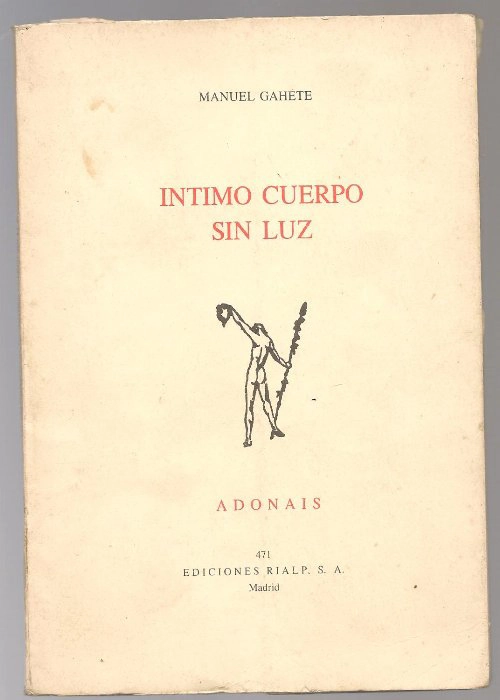 MANUEL GAHETE
INTIMO CUERPO
SIN LUZ
ADONAIS
471
EDICIONES RIALP. S. A.
Madrid